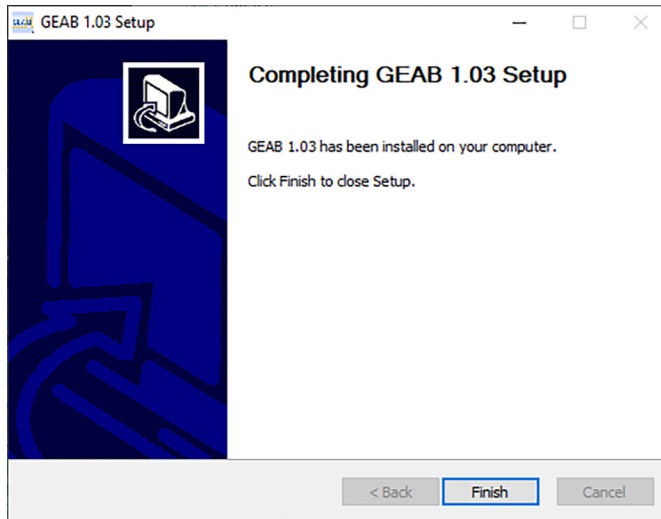 GEAB 1.03 Setup
Completing GEAB 1.03 Setup
GEAB 1.03 has been installed on your computer.
Click Finish to close Setup.
< Back
Finish
Cancel